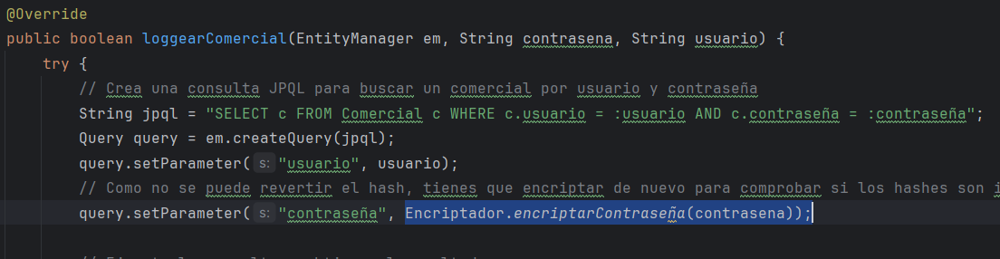 @Override
public boolean loggearComercial(EntityManager em, String contrasena, String usuario) {
try {
// Crea una consulta JPQL para buscar un comercial por usuario y contraseña
String jpql = "SELECT c FROM Comercial c WHERE c.usuario = :usuario AND c.contraseña = :contraseña";
Query query = em.createQuery(jpql);
query.setParameter( s: "usuario", usuario);
// Como no se puede revertir el hash, tienes que encriptar de nuevo para comprobar si los hashes son i
query.setParameter( s: "contraseña", Encriptador.encriptarContraseña(contrasena));